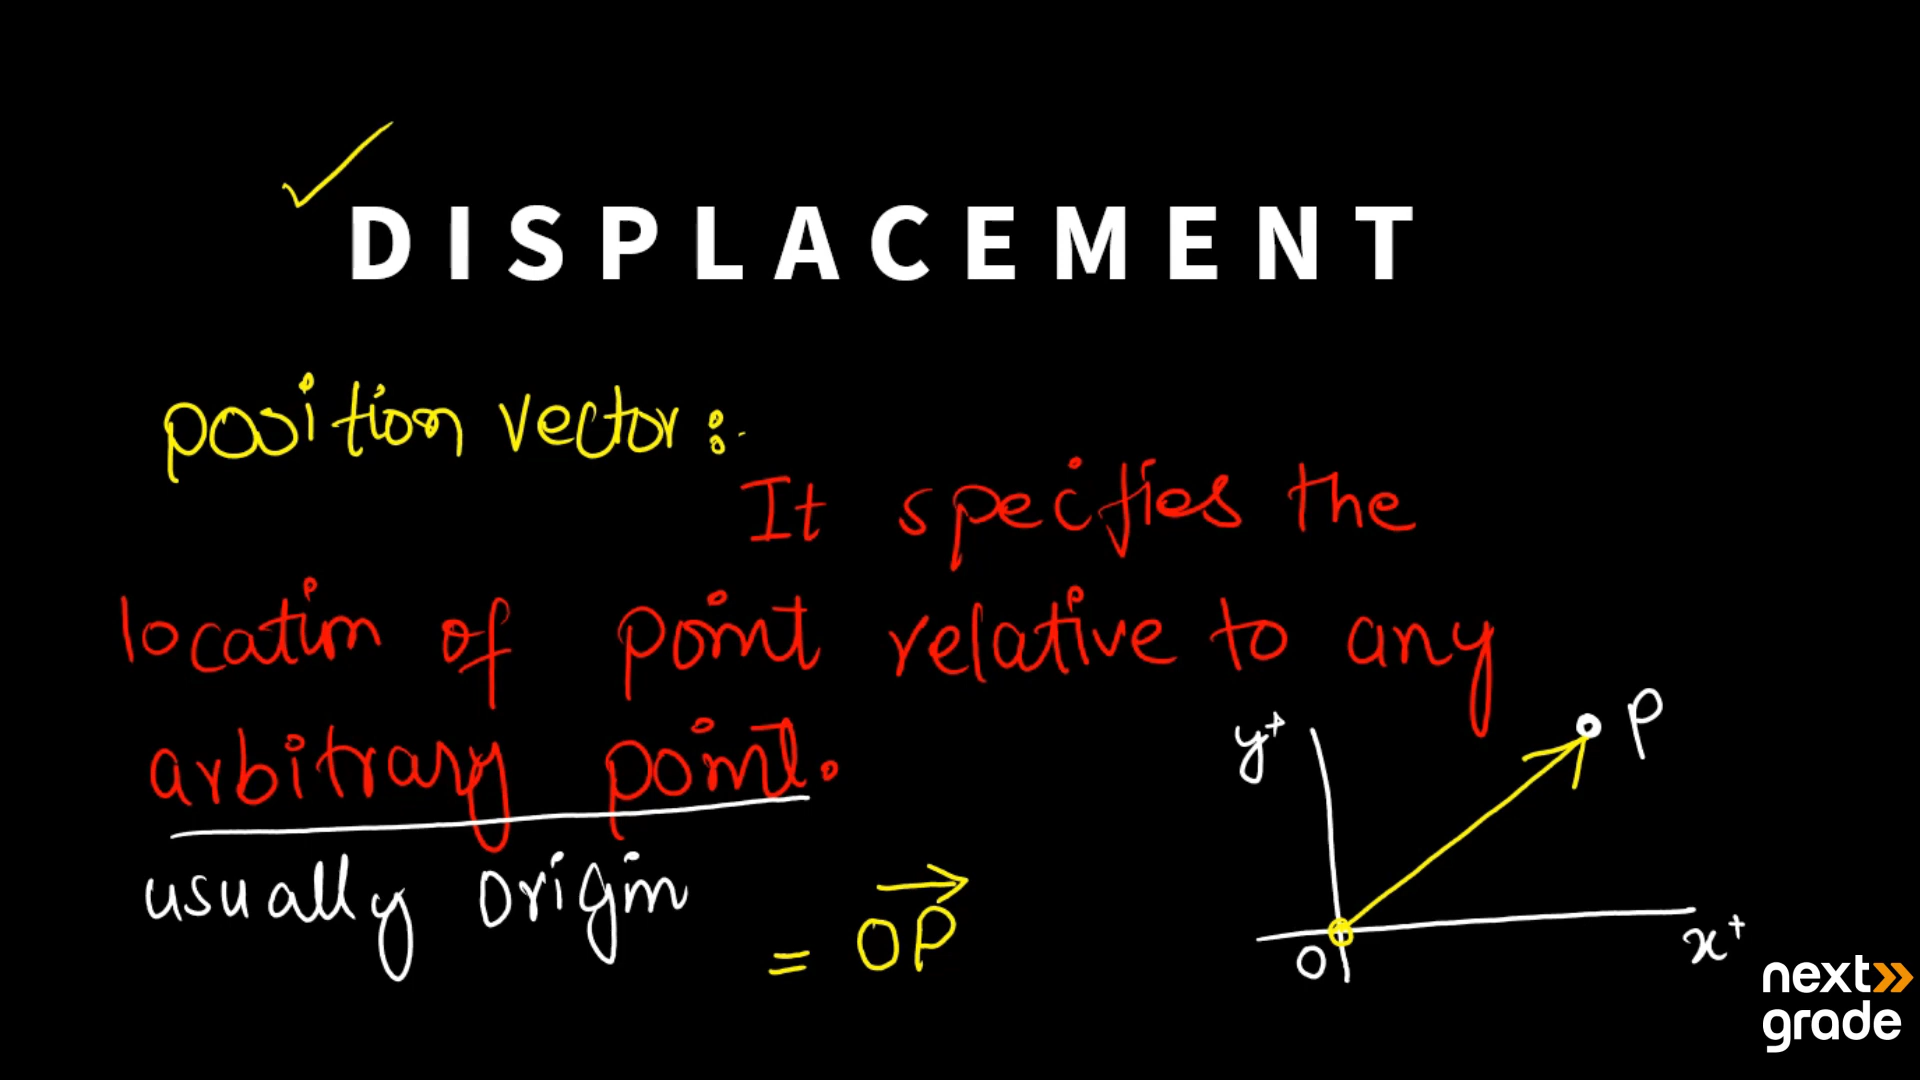 DISPLACEMENT
position vector :-
It specifies the
location of point relative to any
arbitrary point.
usually origin
= OP
y+
P
O
x+
next
grade